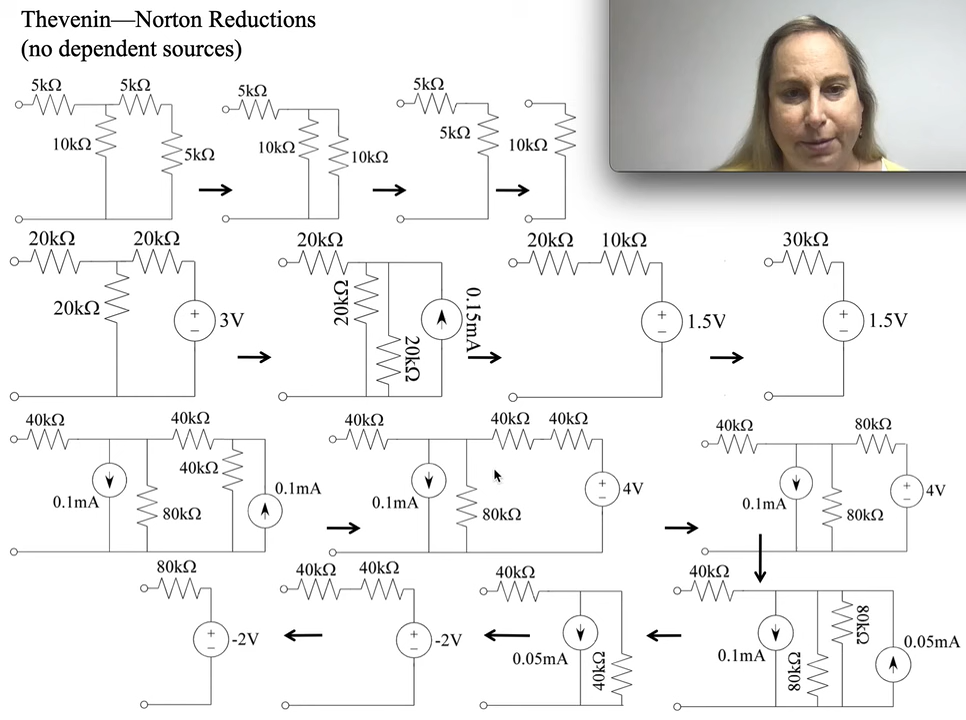 Thevenin—Norton Reductions
(no dependent sources)
5kΩ 5kΩ 10kΩ 5kΩ
5kΩ 10kΩ 10kΩ
5kΩ 5kΩ
10kΩ
20kΩ 20kΩ 20kΩ + − 3V
20kΩ 20kΩ 20kΩ 0.15mA
20kΩ 10kΩ + − 1.5V
30kΩ + − 1.5V
40kΩ 40kΩ 40kΩ 0.1mA 80kΩ 0.1mA
40kΩ 40kΩ 40kΩ 0.1mA 80kΩ + − 4V
40kΩ 80kΩ 0.1mA 80kΩ + − 4V
80kΩ + − -2V
40kΩ 40kΩ + − -2V
40kΩ 0.05mA 40kΩ
40kΩ 0.1mA 80kΩ 80kΩ 0.05mA